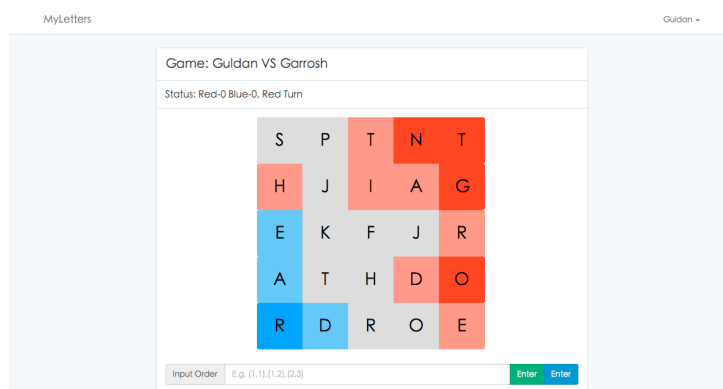 MyLetters Guldan
Game: Guldan VS Garrosh
Status: Red-0 Blue-0, Red Turn
S P T N T
H J I A G
E K F J R
A T H D O
R D R O E
Input Order E.g. (1,1),(1,2),(2,3) Enter Enter